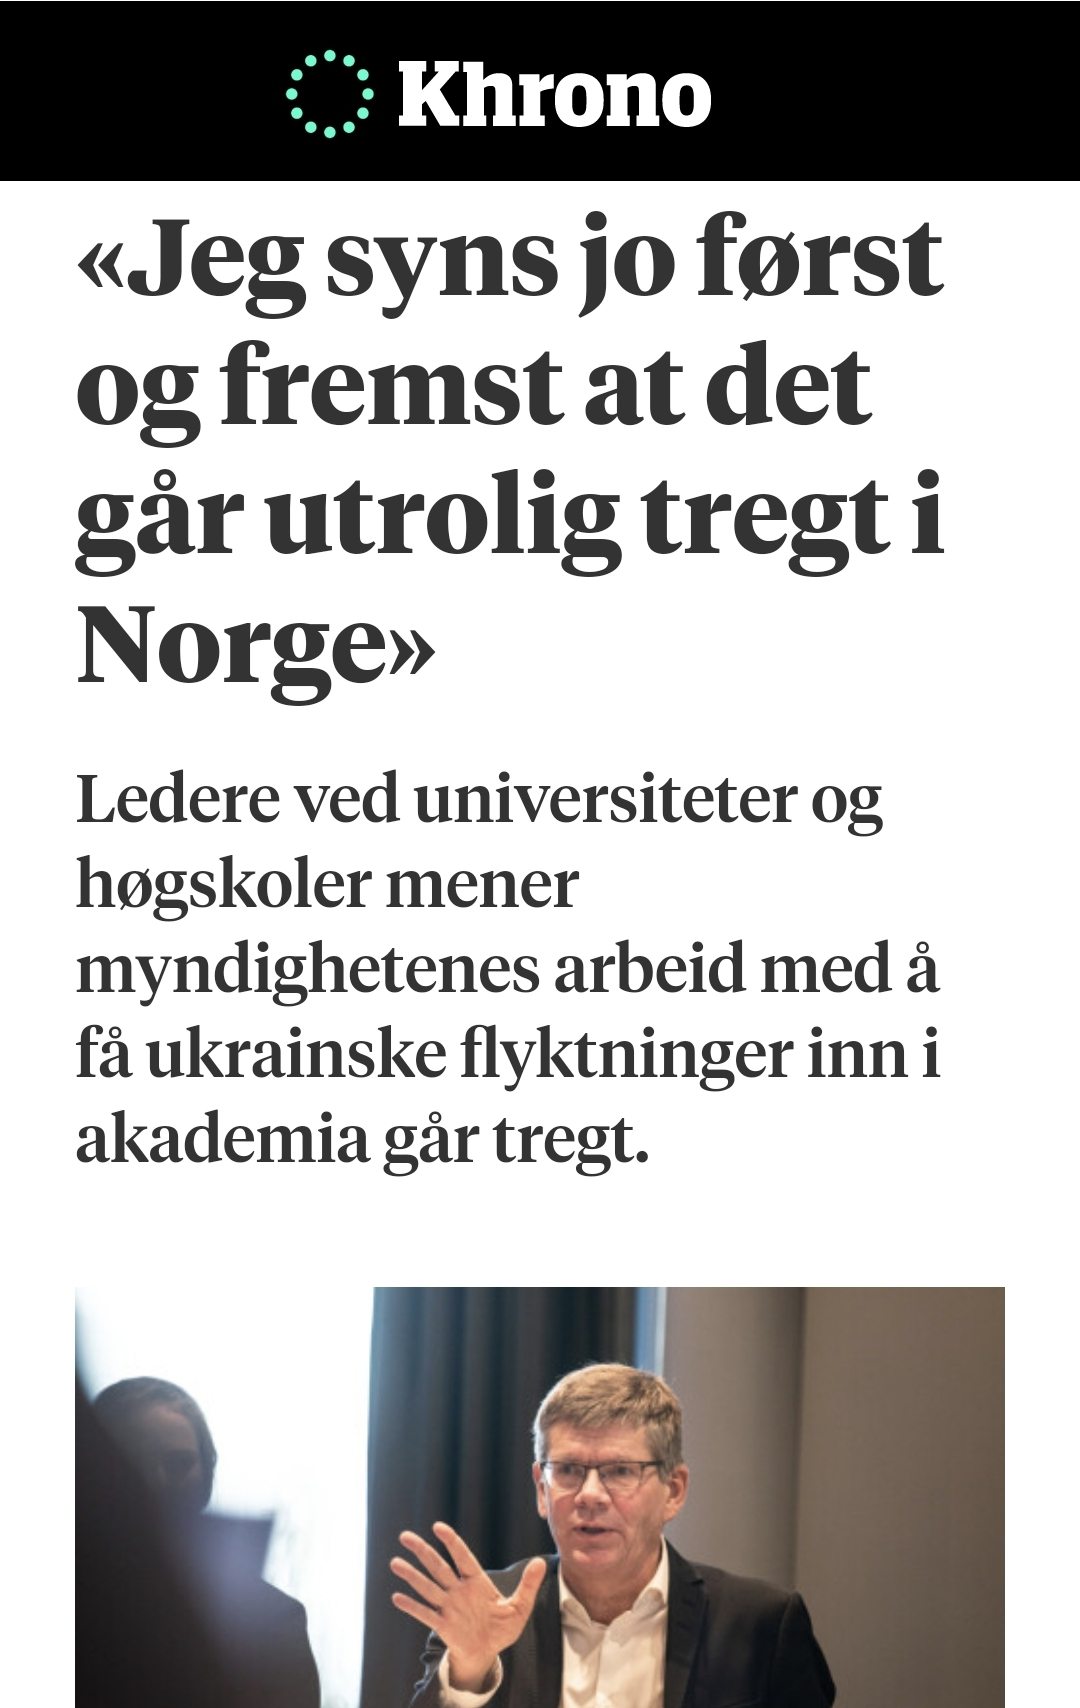 Khrono
«Jeg syns jo først
og fremst at det
går utrolig tregt i
Norge»
Ledere ved universiteter og
høgskoler mener
myndighetenes arbeid med å
få ukrainske flyktninger inn i
akademia går tregt.